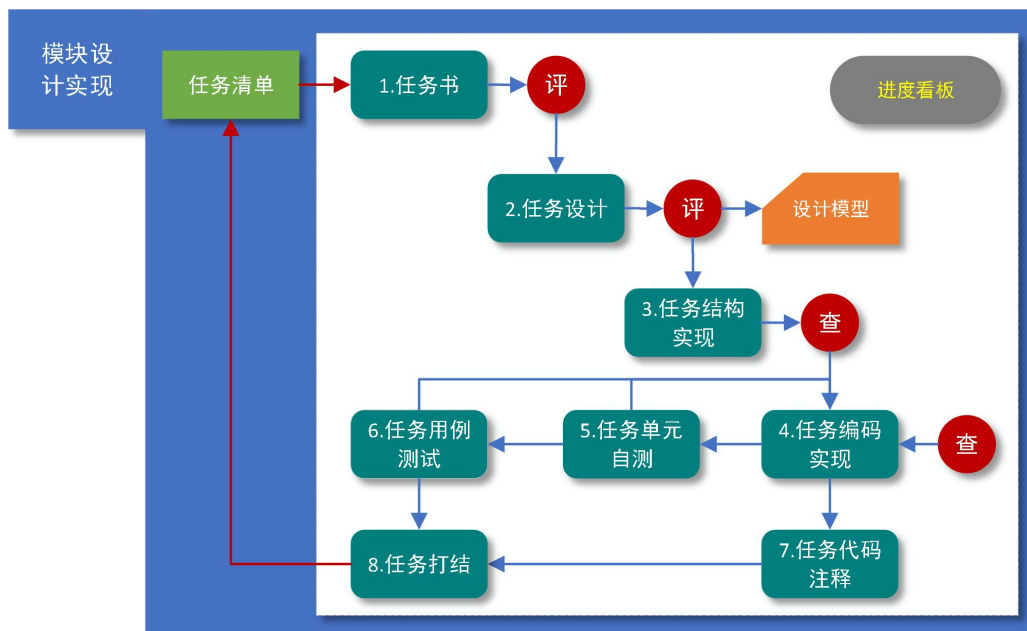 模块设
计实现
任务清单
1.任务书
评
进度看板
2.任务设计
评
设计模型
3.任务结构
实现
查
6.任务用例
测试
5.任务单元
自测
4.任务编码
实现
查
8.任务打结
7.任务代码
注释